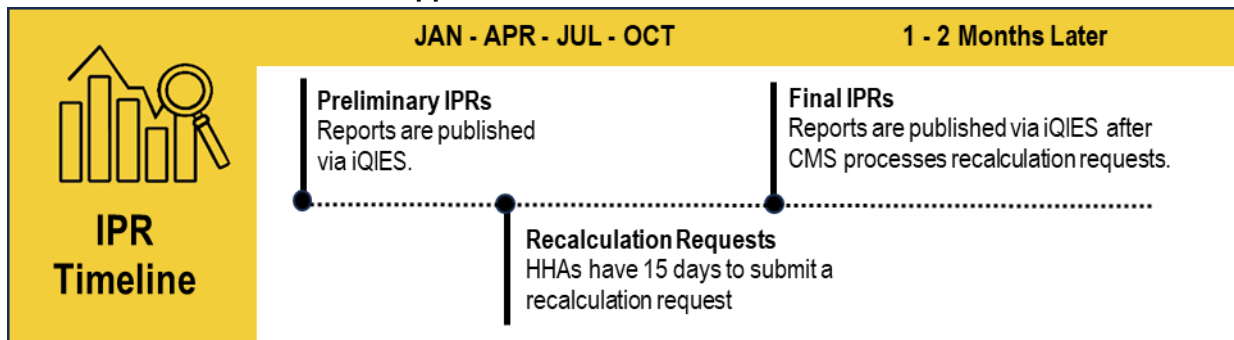 JAN - APR - JUL - OCT
1 - 2 Months Later
IPR
Timeline
Preliminary IPRs
Reports are published
via iQIES.
Recalculation Requests
HHAs have 15 days to submit a
recalculation request
Final IPRs
Reports are published via iQIES after
CMS processes recalculation requests.